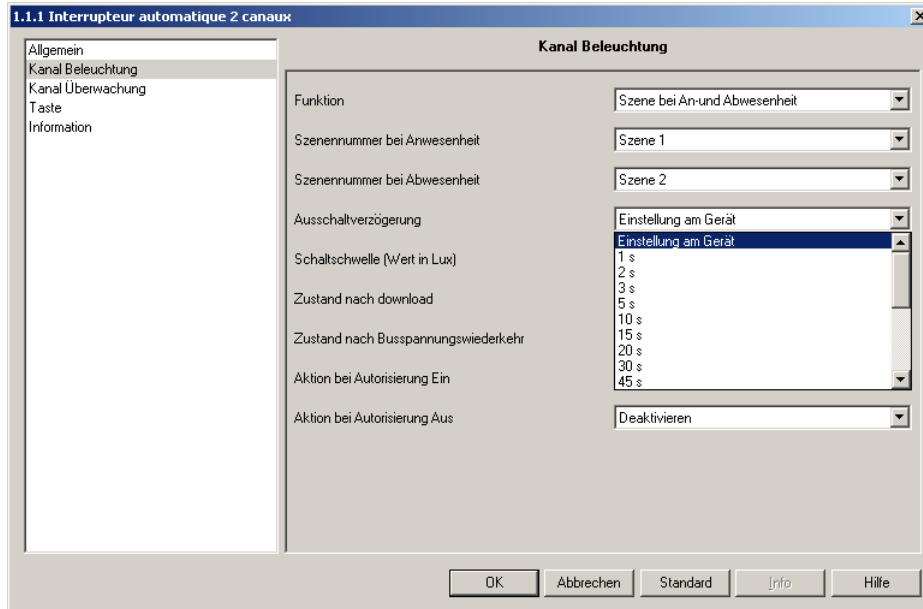 1.1.1 Interrupteur automatique 2 canaux
Allgemein
Kanal Beleuchtung
Kanal Überwachung
Taste
Information
Kanal Beleuchtung
Funktion
Szene bei An-und Abwesenheit
Szenennummer bei Anwesenheit
Szene 1
Szenennummer bei Abwesenheit
Szene 2
Ausschaltverzögerung
Einstellung am Gerät
Einstellung am Gerät
1 s
2 s
3 s
5 s
10 s
15 s
20 s
30 s
45 s
Schaltschwelle (Wert in Lux)
Zustand nach download
Zustand nach Busspannungswiederkehr
Aktion bei Autorisierung Ein
Aktion bei Autorisierung Aus
Deaktivieren
OK
Abbrechen
Standard
Info
Hilfe